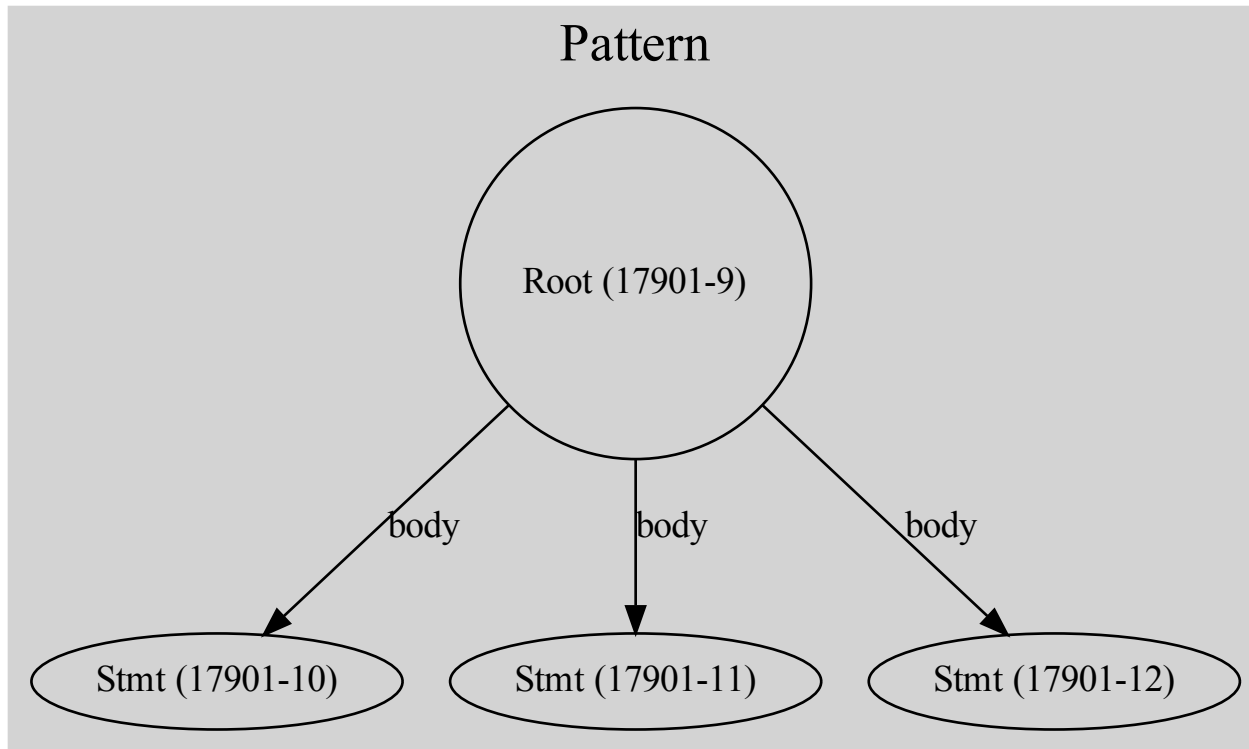 Pattern
Root (17901-9)
body
body
body
Stmt (17901-10)
Stmt (17901-11)
Stmt (17901-12)